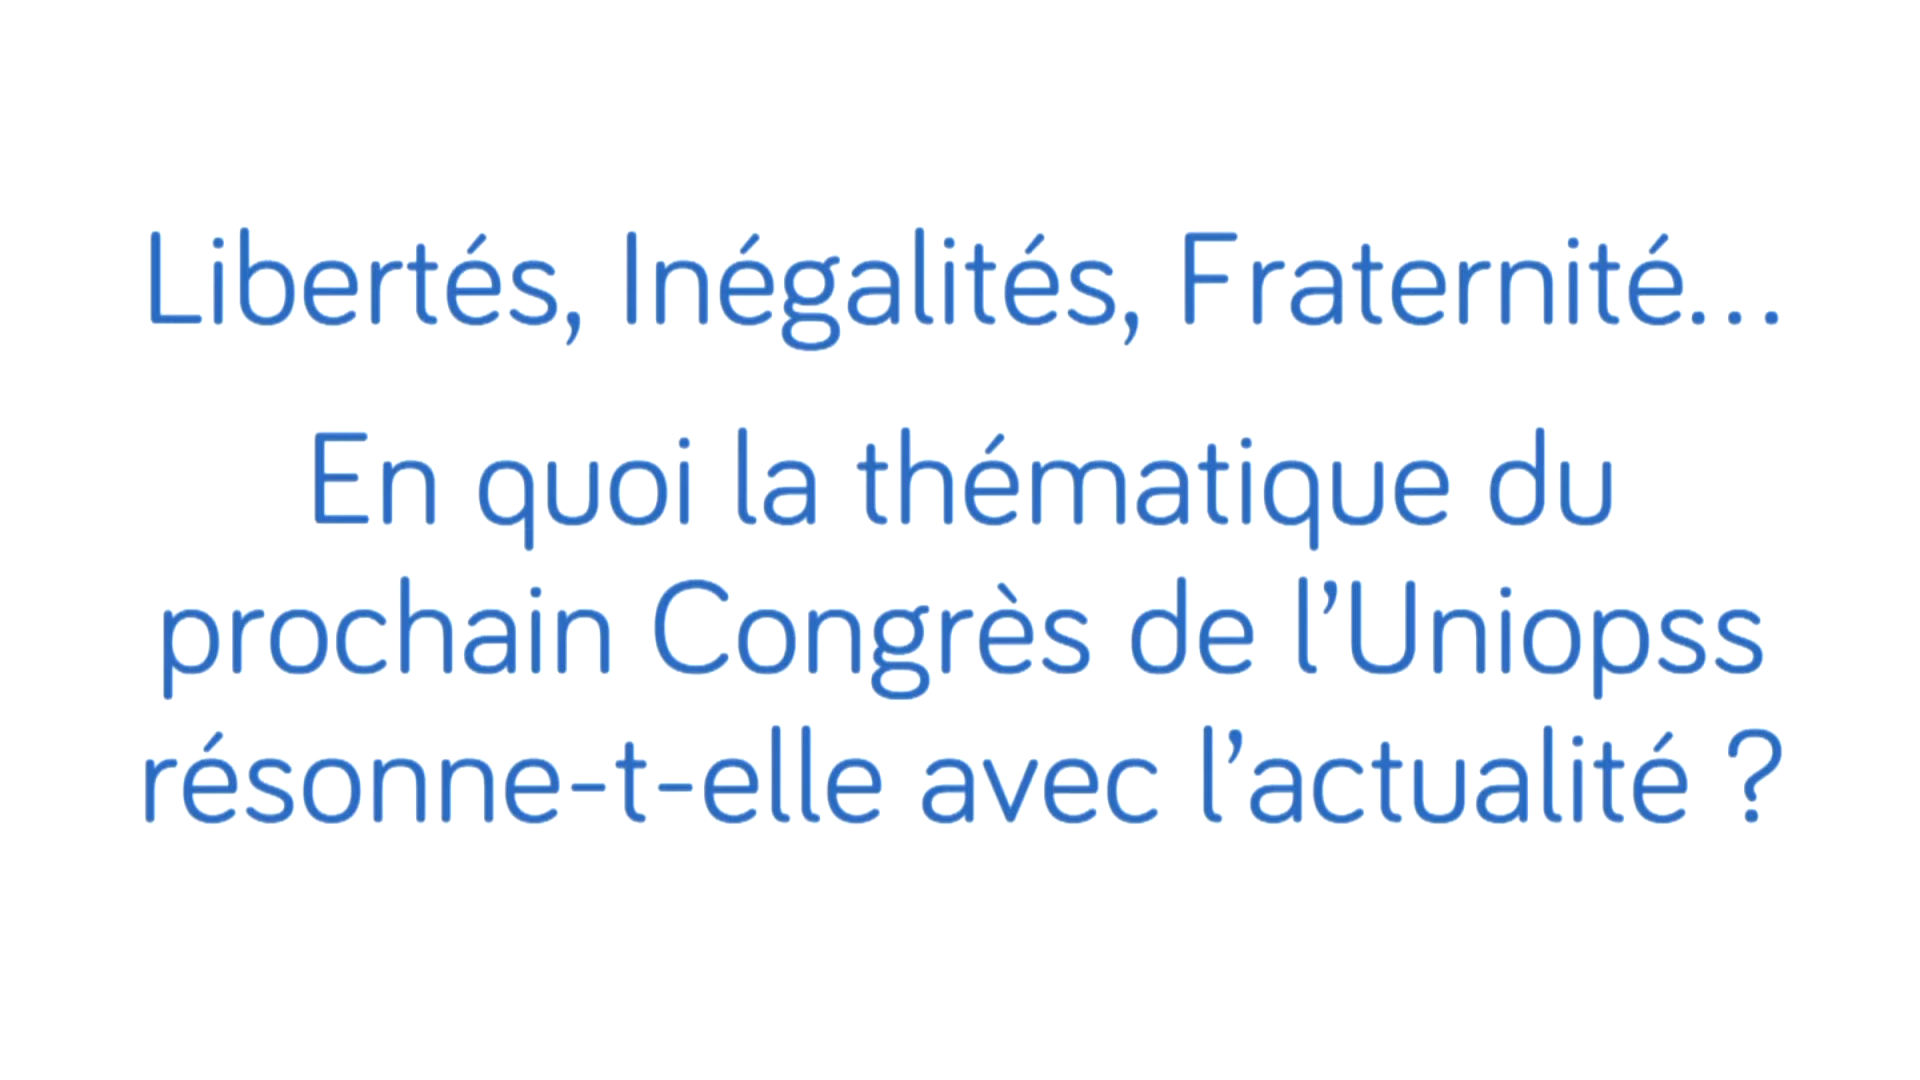 Libertés, Inégalités, Fraternité...
En quoi la thématique du
prochain Congrès de l’Uniopss
résonne-t-elle avec l’actualité ?